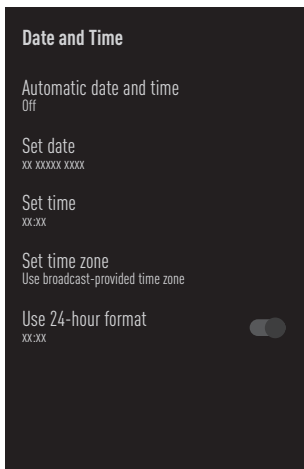 Date and Time
Automatic date and time
Off
Set date
xx xxxxx xxxx
Set time
xx:xx
Set time zone
Use broadcast-provided time zone
Use 24-hour format
xx:xx